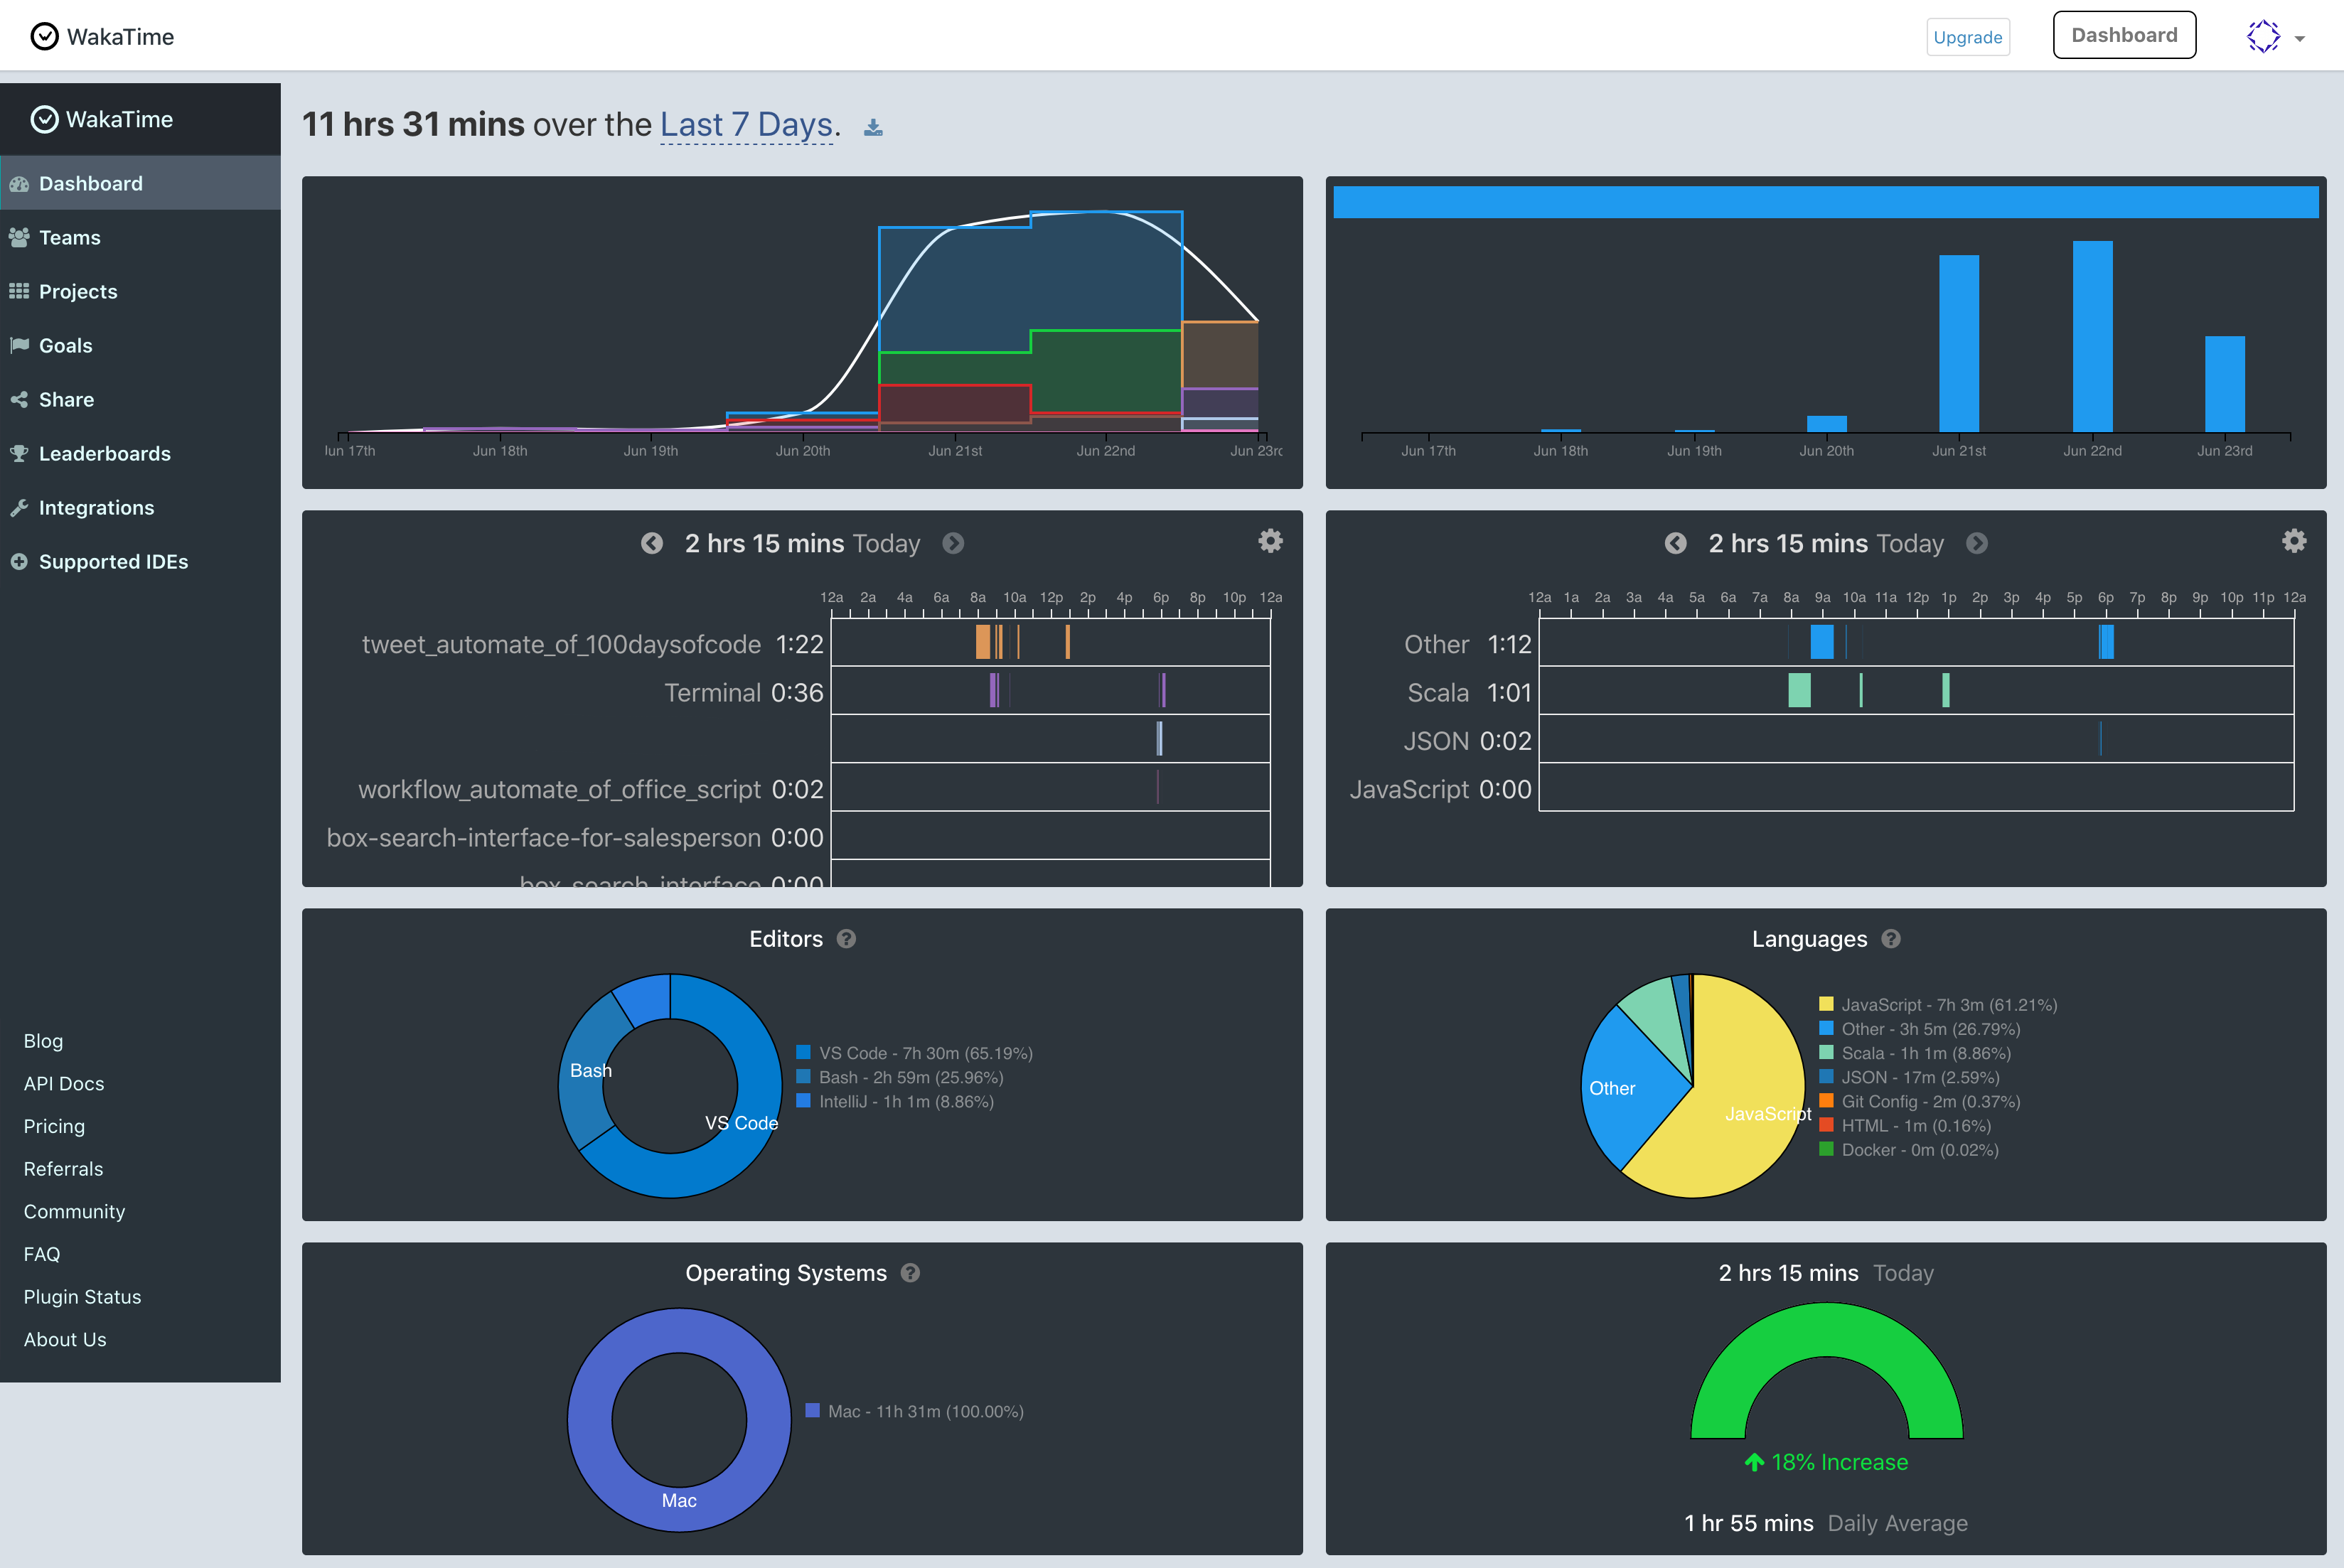 WakaTime
Upgrade
Dashboard
WakaTime
Dashboard
Teams
Projects
Goals
Share
Leaderboards
Integrations
Supported IDEs
Blog
API Docs
Pricing
Referrals
Community
FAQ
Plugin Status
About Us
11 hrs 31 mins over the Last 7 Days.
Jun 17th Jun 18th Jun 19th Jun 20th Jun 21st Jun 22nd Jun 23rd
Jun 17th Jun 18th Jun 19th Jun 20th Jun 21st Jun 22nd Jun 23rd
2 hrs 15 mins Today
12a 2a 4a 6a 8a 10a 12p 2p 4p 6p 8p 10p 12a
tweet_automate_of_100daysofcode 1:22
Terminal 0:36
workflow_automate_of_office_script 0:02
box-search-interface-for-salesperson 0:00
box_search_interface 0:00
2 hrs 15 mins Today
12a 1a 2a 3a 4a 5a 6a 7a 8a 9a 10a 11a 12p 1p 2p 3p 4p 5p 6p 7p 8p 9p 10p 11p 12a
Other 1:12
Scala 1:01
JSON 0:02
JavaScript 0:00
Editors ?
Bash
VS Code
VS Code - 7h 30m (65.19%)
Bash - 2h 59m (25.96%)
IntelliJ - 1h 1m (8.86%)
Languages ?
Other
JavaScript
JavaScript - 7h 3m (61.21%)
Other - 3h 5m (26.79%)
Scala - 1h 1m (8.86%)
JSON - 17m (2.59%)
Git Config - 2m (0.37%)
HTML - 1m (0.16%)
Docker - 0m (0.02%)
Operating Systems ?
Mac
Mac - 11h 31m (100.00%)
2 hrs 15 mins Today
18% Increase
1 hr 55 mins Daily Average